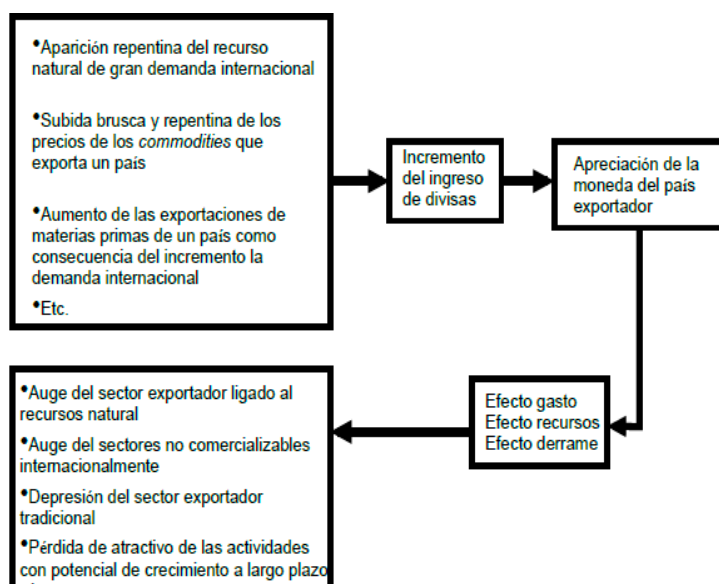 •Aparición repentina del recurso
natural de gran demanda internacional
•Subida brusca y repentina de los
precios de los commodities que
exporta un país
•Aumento de las exportaciones de
materias primas de un país como
consecuencia del incremento la
demanda internacional
•Etc.
Incremento
del ingreso
de divisas
Apreciación de la
moneda del país
exportador
Efecto gasto
Efecto recursos
Efecto derrame
•Auge del sector exportador ligado al
recursos natural
•Auge del sectores no comercializables
internacionalmente
•Depresión del sector exportador
tradicional
•Pérdida de atractivo de las actividades
con potencial de crecimiento a largo plazo